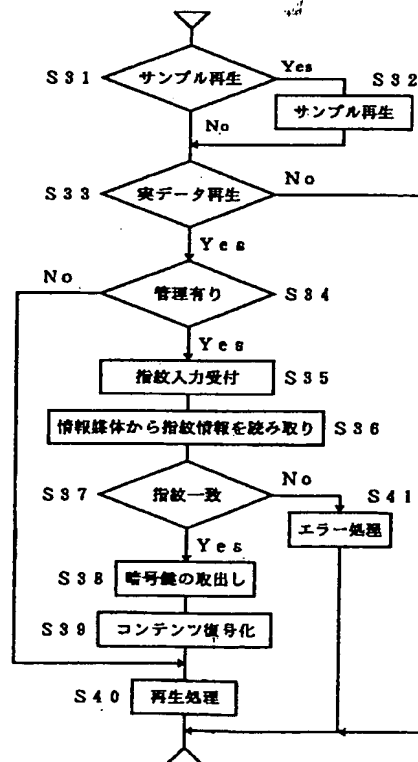 S31 サンプル再生 Yes S32
サンプル再生
No
S33 実データ再生 No
Yes
No
管理有り S34
Yes
指紋入力受付 S35
情報媒体から指紋情報を読み取り S36
S37 指紋一致 No S41
エラー処理
Yes
S38 暗号鍵の取出し
S39 コンテンツ復号化
S40 再生処理